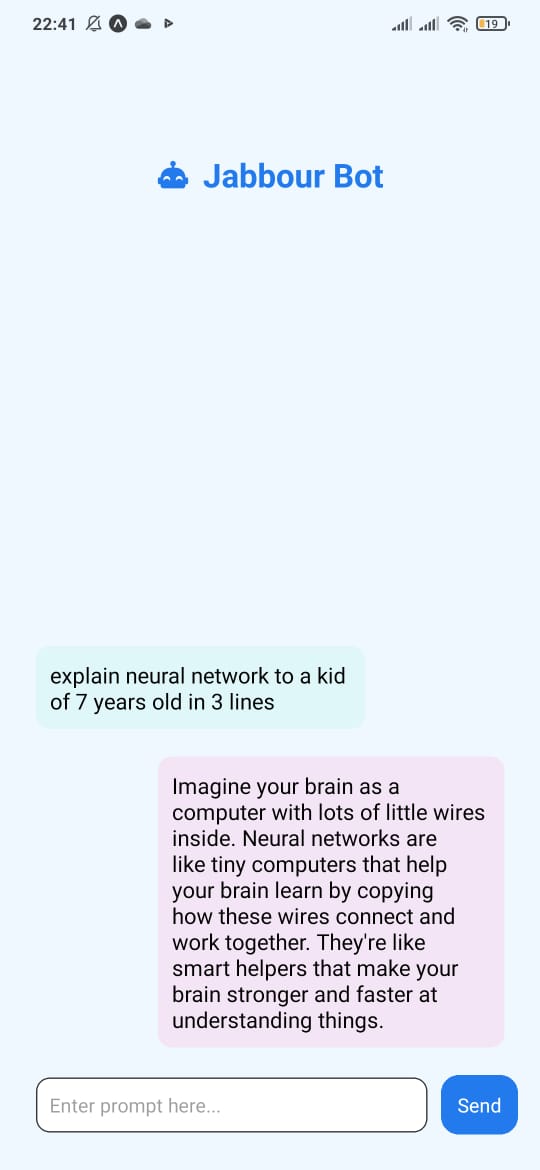 22:41
19
Jabbour Bot
explain neural network to a kid
of 7 years old in 3 lines
Imagine your brain as a
computer with lots of little wires
inside. Neural networks are
like tiny computers that help
your brain learn by copying
how these wires connect and
work together. They're like
smart helpers that make your
brain stronger and faster at
understanding things.
Enter prompt here...
Send